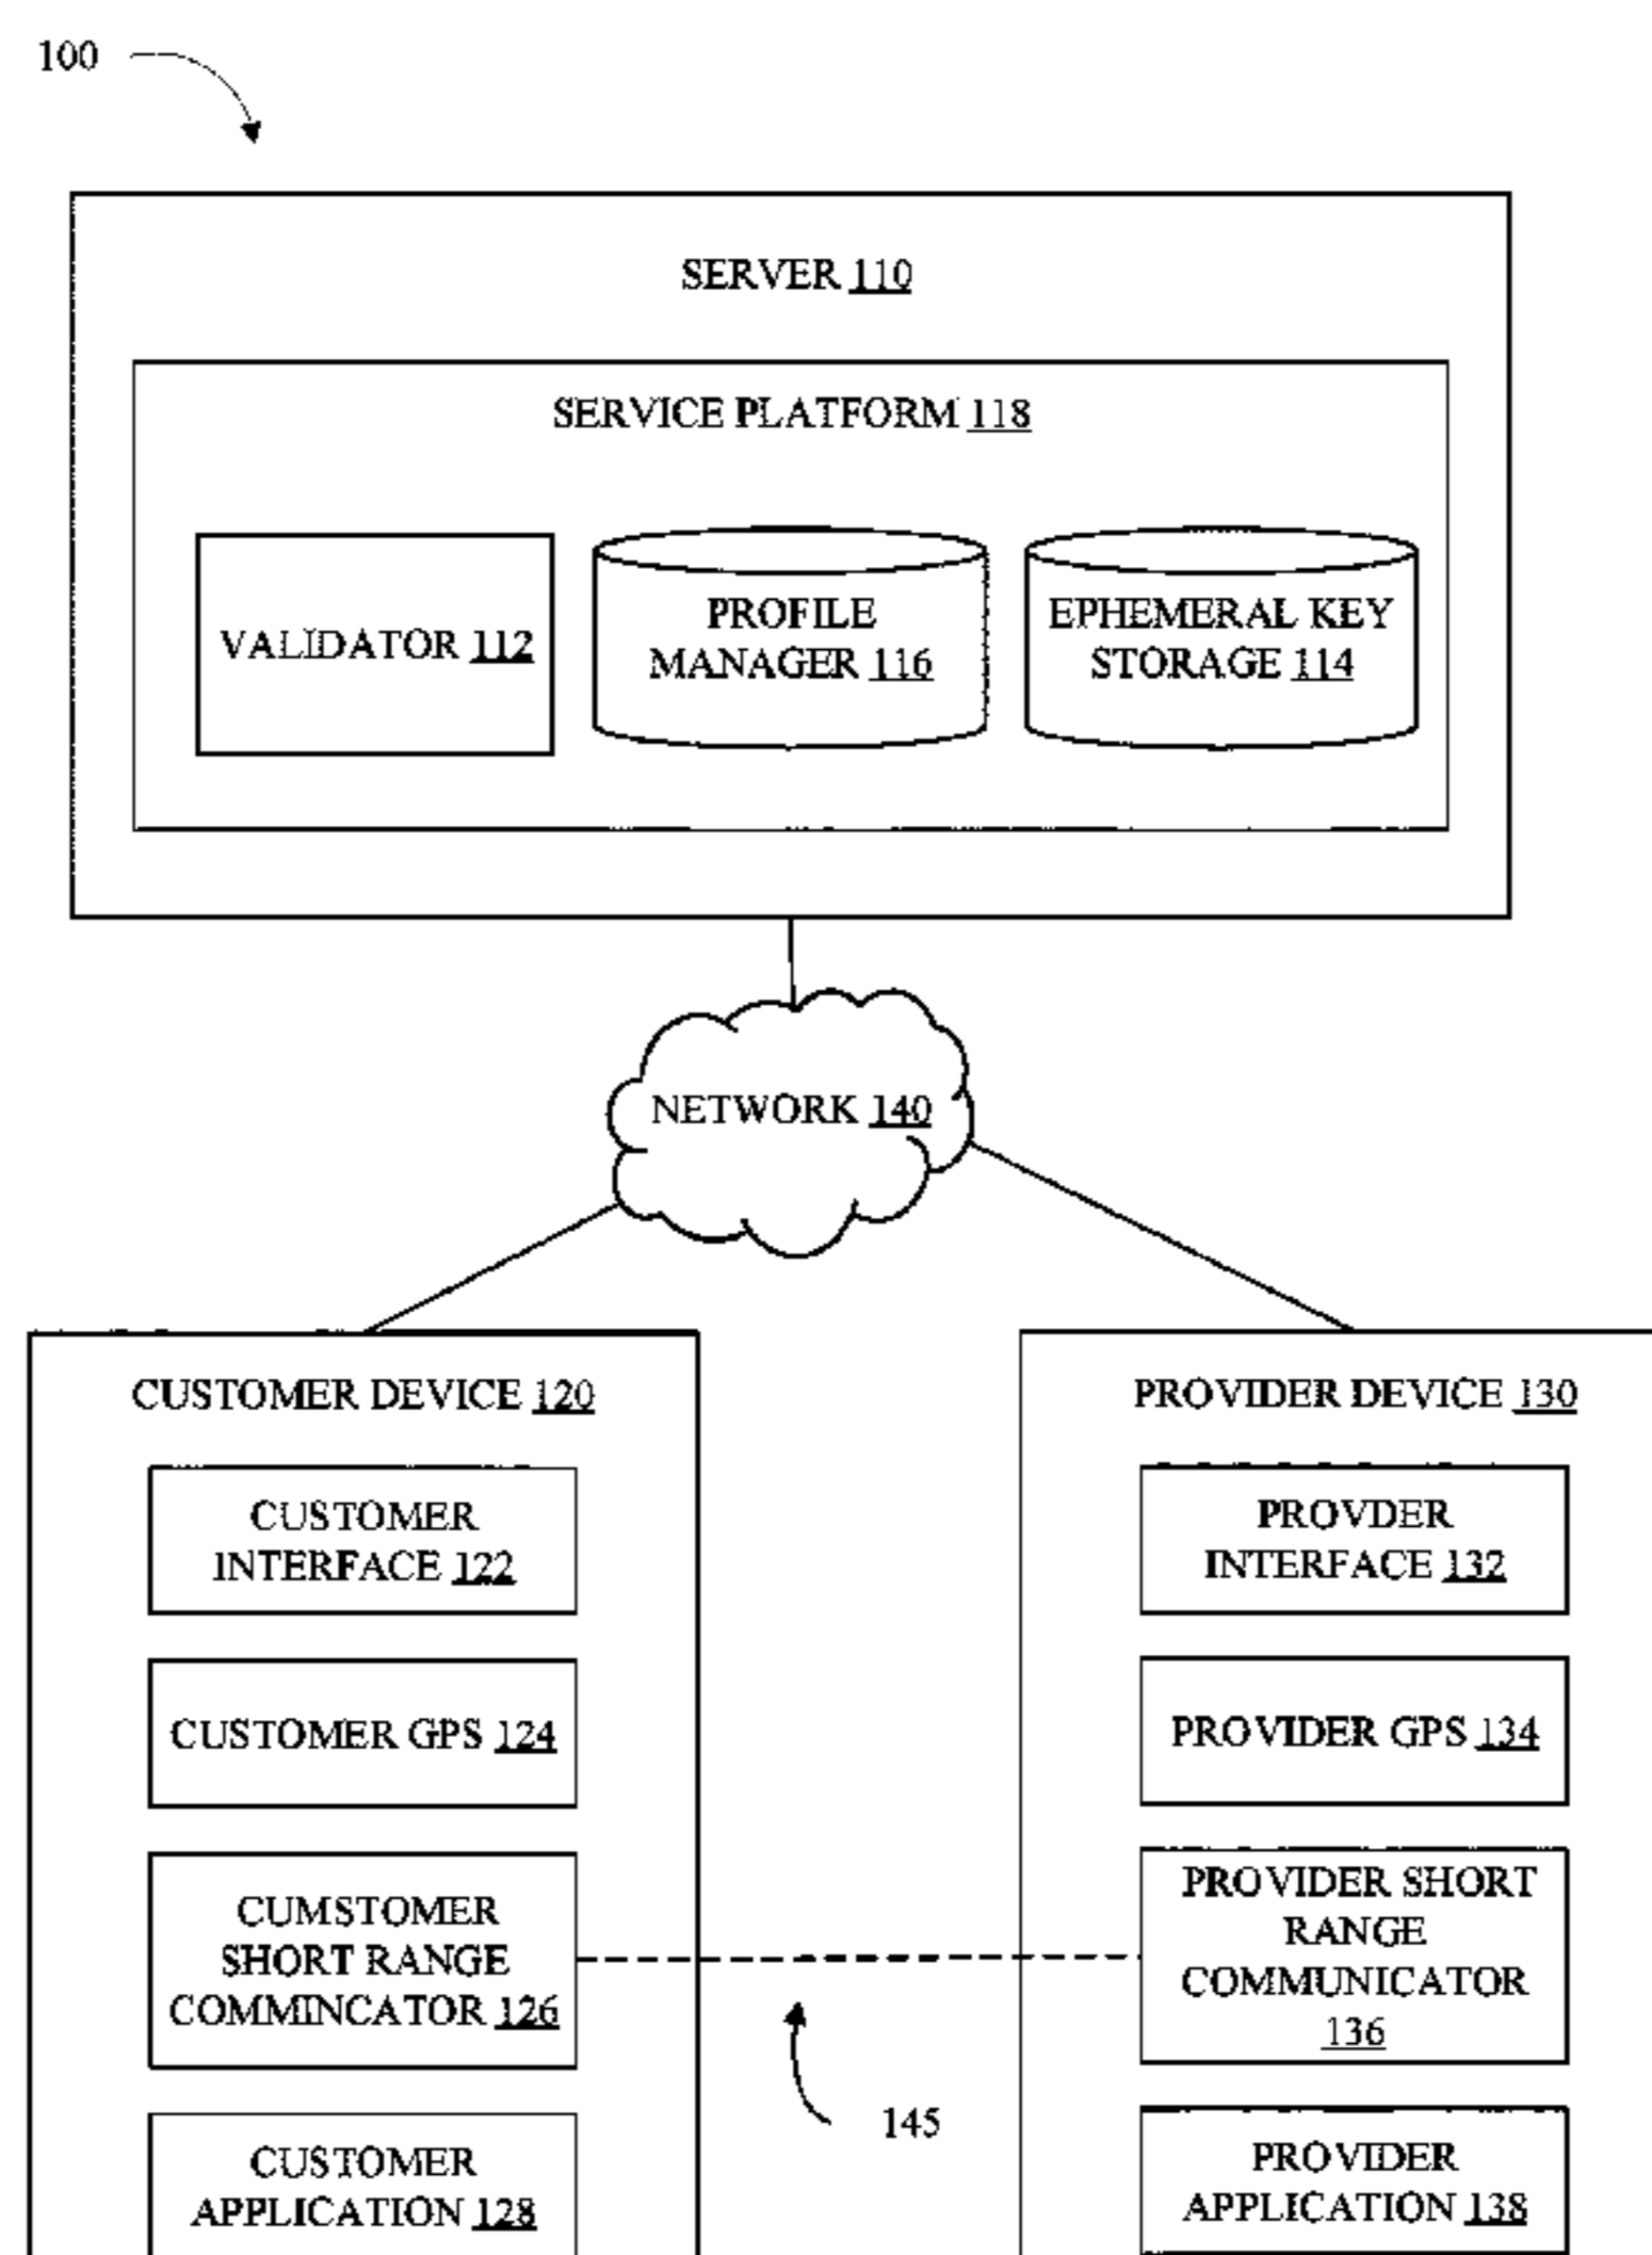 100
SERVER 110
SERVICE PLATFORM 118
VALIDATOR 112
PROFILE
MANAGER 116
EPHEMERAL KEY
STORAGE 114
NETWORK 140
CUSTOMER DEVICE 120
CUSTOMER
INTERFACE 122
CUSTOMER GPS 124
CUMSTOMER
SHORT RANGE
COMMINCATOR 126
CUSTOMER
APPLICATION 128
145
PROVIDER DEVICE 130
PROVDER
INTERFACE 132
PROVIDER GPS 134
PROVIDER SHORT
RANGE
COMMUNICATOR
136
PROVIDER
APPLICATION 138